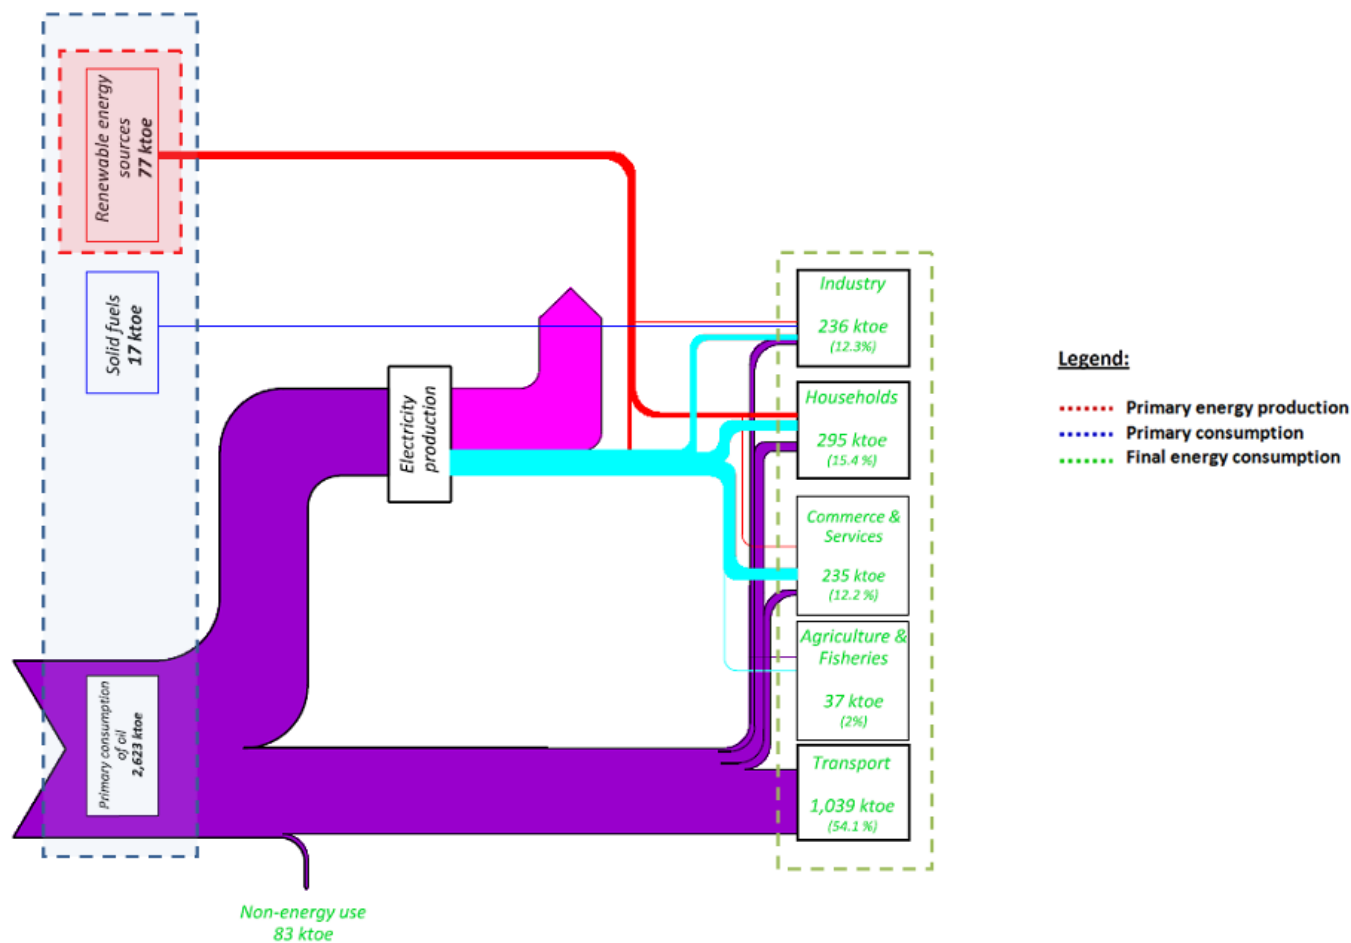 Renewable energy
sources
77 ktoe
Solid fuels
17 ktoe
Primary consumption
of oil
2,623 ktoe
Electricity
production
Non-energy use
83 ktoe
Industry
236 ktoe
(12.3%)
Households
295 ktoe
(15.4 %)
Commerce &
Services
235 ktoe
(12.2 %)
Agriculture &
Fisheries
37 ktoe
(2%)
Transport
1,039 ktoe
(54.1 %)
Legend:
Primary energy production
Primary consumption
Final energy consumption